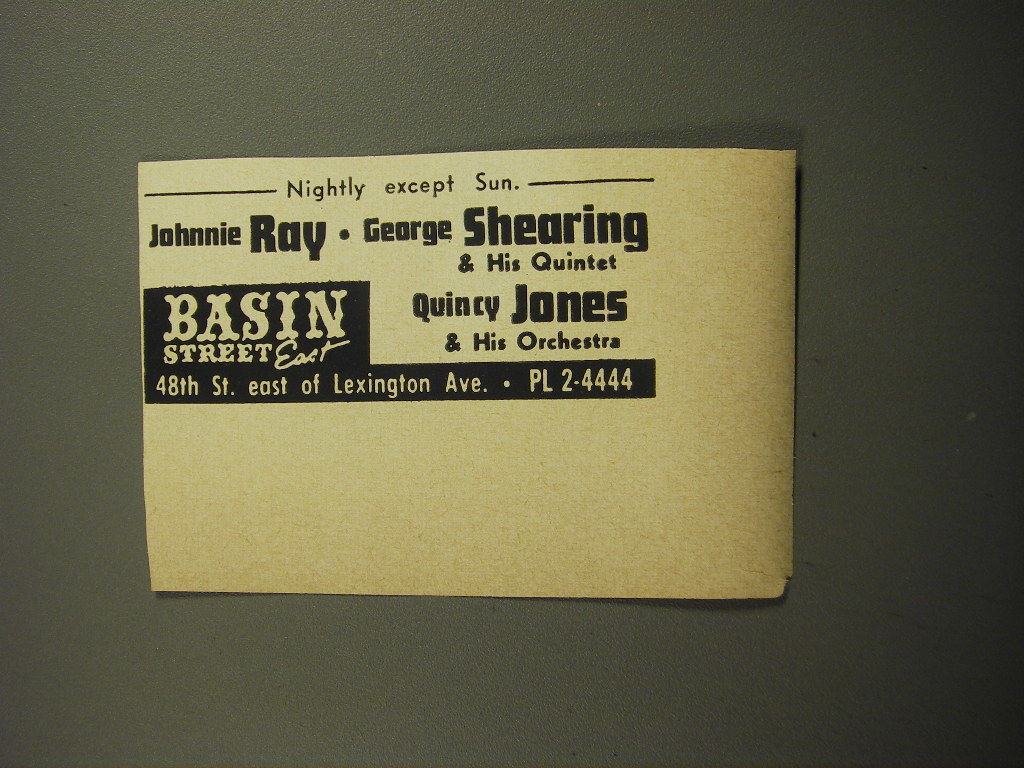 Nightly except Sun.
Johnnie Ray • George Shearing
& His Quintet
Quincy Jones
& His Orchestra
BASIN
STREET East
48th St. east of Lexington Ave. • PL 2-4444